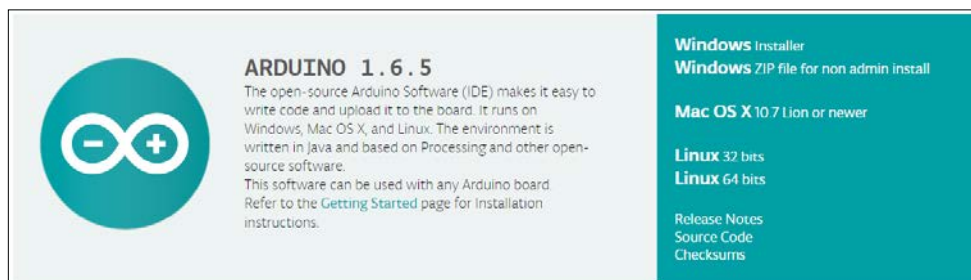 ARDUINO 1.6.5
The open-source Arduino Software (IDE) makes it easy to
write code and upload it to the board. It runs on
Windows, Mac OS X, and Linux. The environment is
written in Java and based on Processing and other open-
source software.
This software can be used with any Arduino board.
Refer to the Getting Started page for Installation
instructions.
Windows Installer
Windows ZIP file for non admin install
Mac OS X 10.7 Lion or newer
Linux 32 bits
Linux 64 bits
Release Notes
Source Code
Checksums